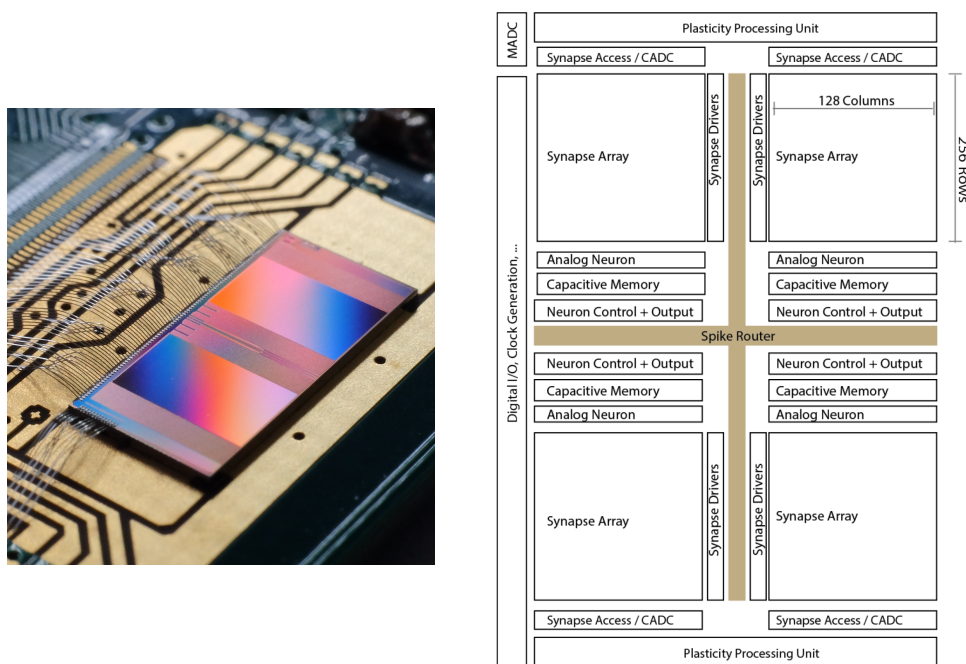 MADC
Plasticity Processing Unit
Synapse Access / CADC
Synapse Access / CADC
Digital I/O, Clock Generation, ...
Synapse Array
Synapse Drivers
Synapse Drivers
128 Columns
Synapse Array
256 Rows
Analog Neuron
Analog Neuron
Capacitive Memory
Capacitive Memory
Neuron Control + Output
Neuron Control + Output
Spike Router
Neuron Control + Output
Neuron Control + Output
Capacitive Memory
Capacitive Memory
Analog Neuron
Analog Neuron
Synapse Array
Synapse Drivers
Synapse Drivers
Synapse Array
Synapse Access / CADC
Synapse Access / CADC
Plasticity Processing Unit